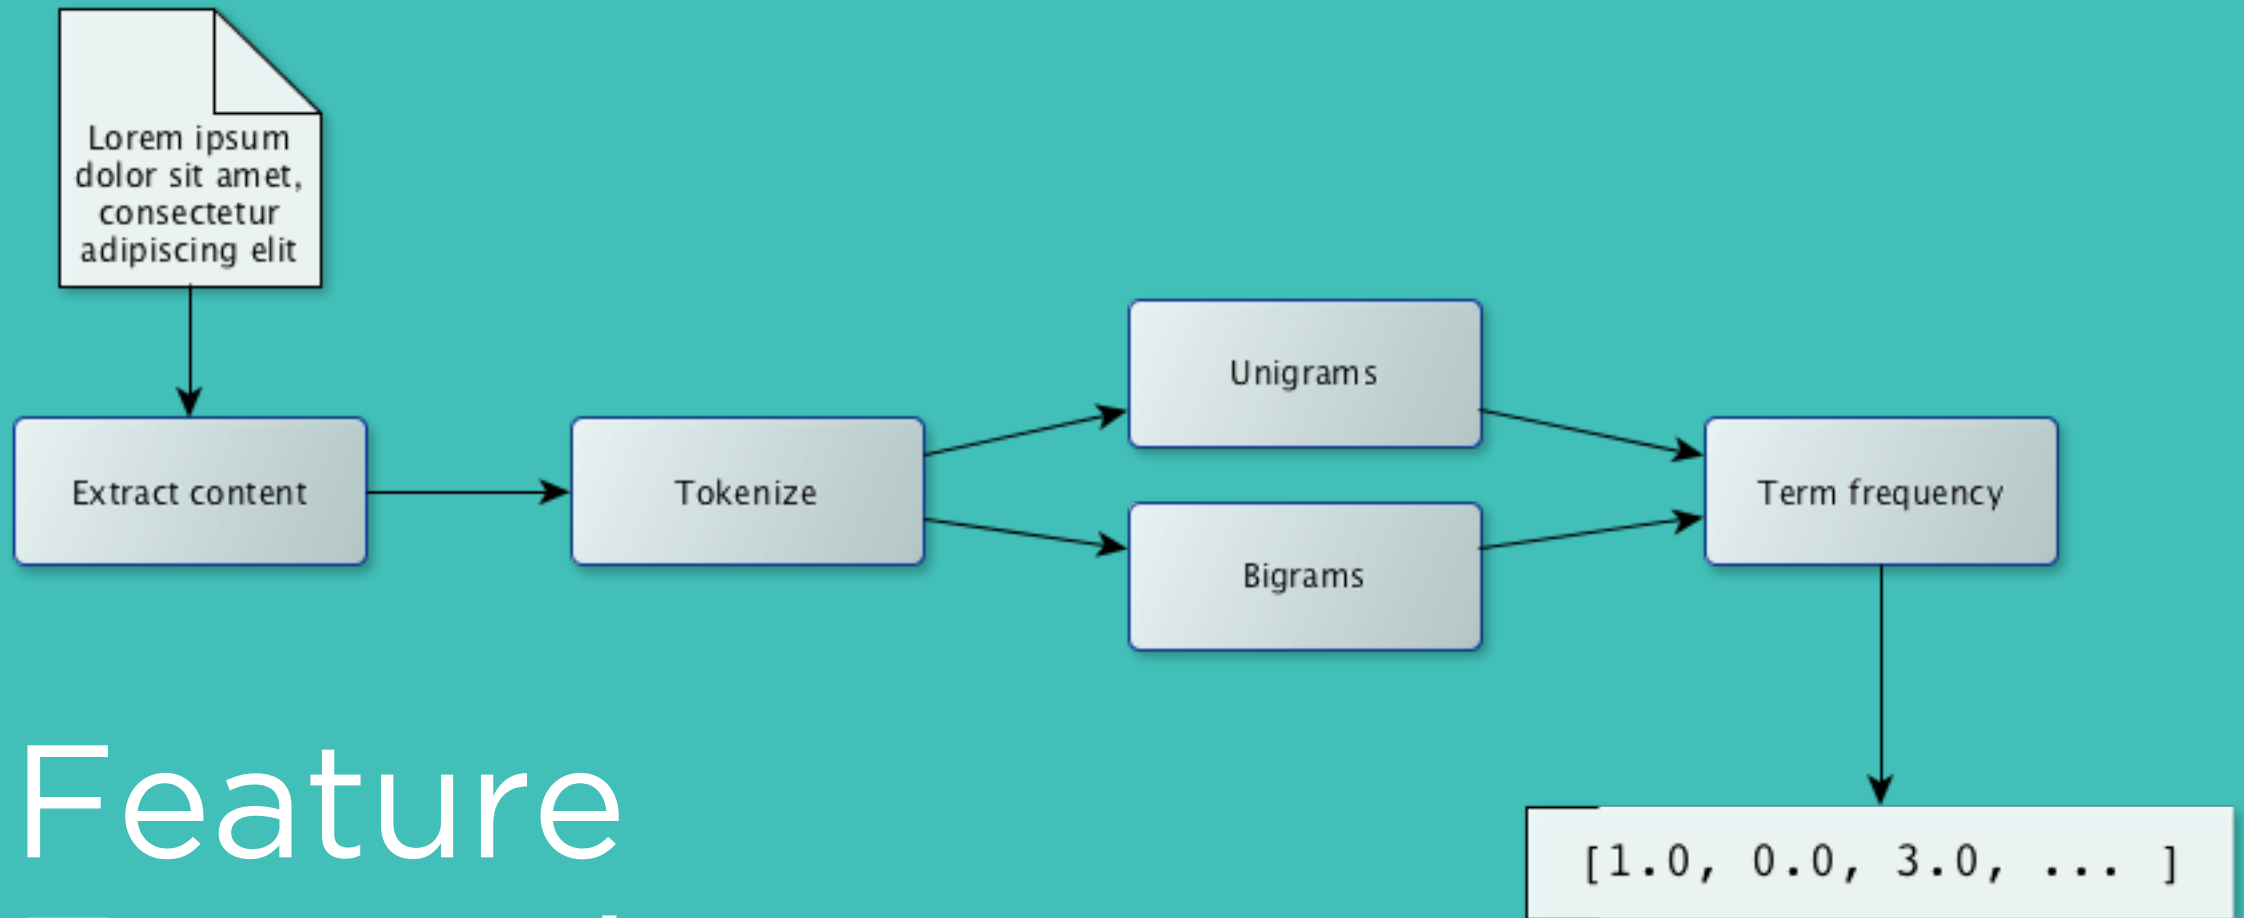 Lorem ipsum
dolor sit amet,
consectetur
adipiscing elit
Extract content
Tokenize
Unigrams
Bigrams
Term frequency
[1.0, 0.0, 3.0, ... ]
Feature